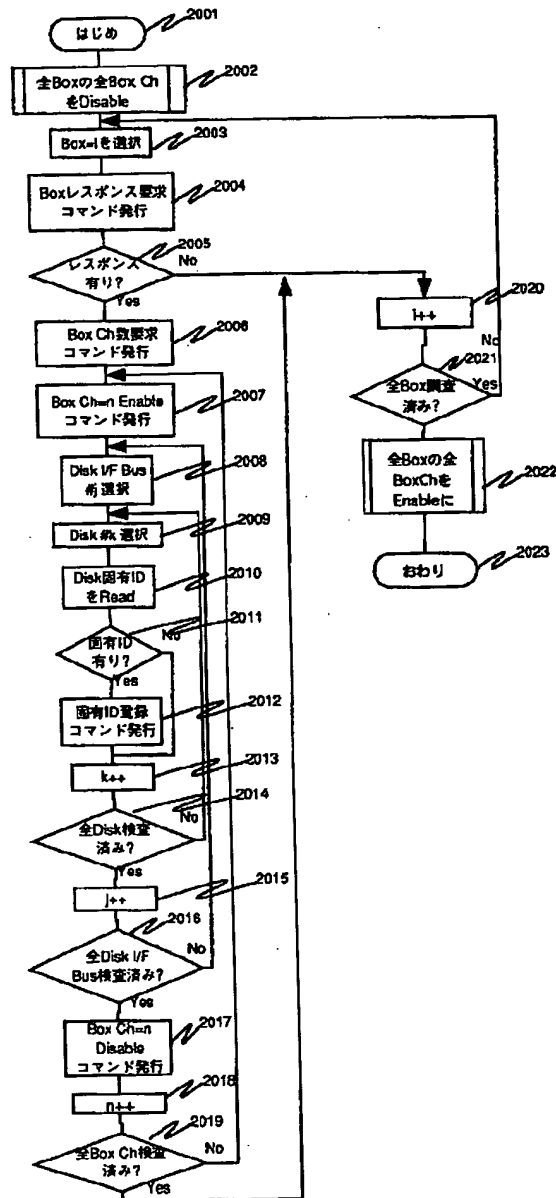 はじめ
2001
全Boxの全Box Ch
をDisable
2002
Box=iを選択
2003
Boxレスポンス要求
コマンド発行
2004
レスポンス
有り?
2005
No
Yes
Box Ch数要求
コマンド発行
2006
Box Ch=n Enable
コマンド発行
2007
Disk I/F Bus
#j 選択
2008
Disk #k 選択
2009
Disk固有ID
をRead
2010
固有ID
有り?
2011
No
Yes
固有ID登録
コマンド発行
2012
k++
2013
全Disk検査
済み?
2014
No
Yes
j++
2015
全Disk I/F
Bus検査済み?
2016
No
Yes
Box Ch=n
Disable
コマンド発行
2017
n++
2018
全Box Ch検査
済み?
2019
No
Yes
i++
2020
全Box調査
済み?
2021
No
Yes
全Boxの全
BoxChを
Enableに
2022
おわり
2023